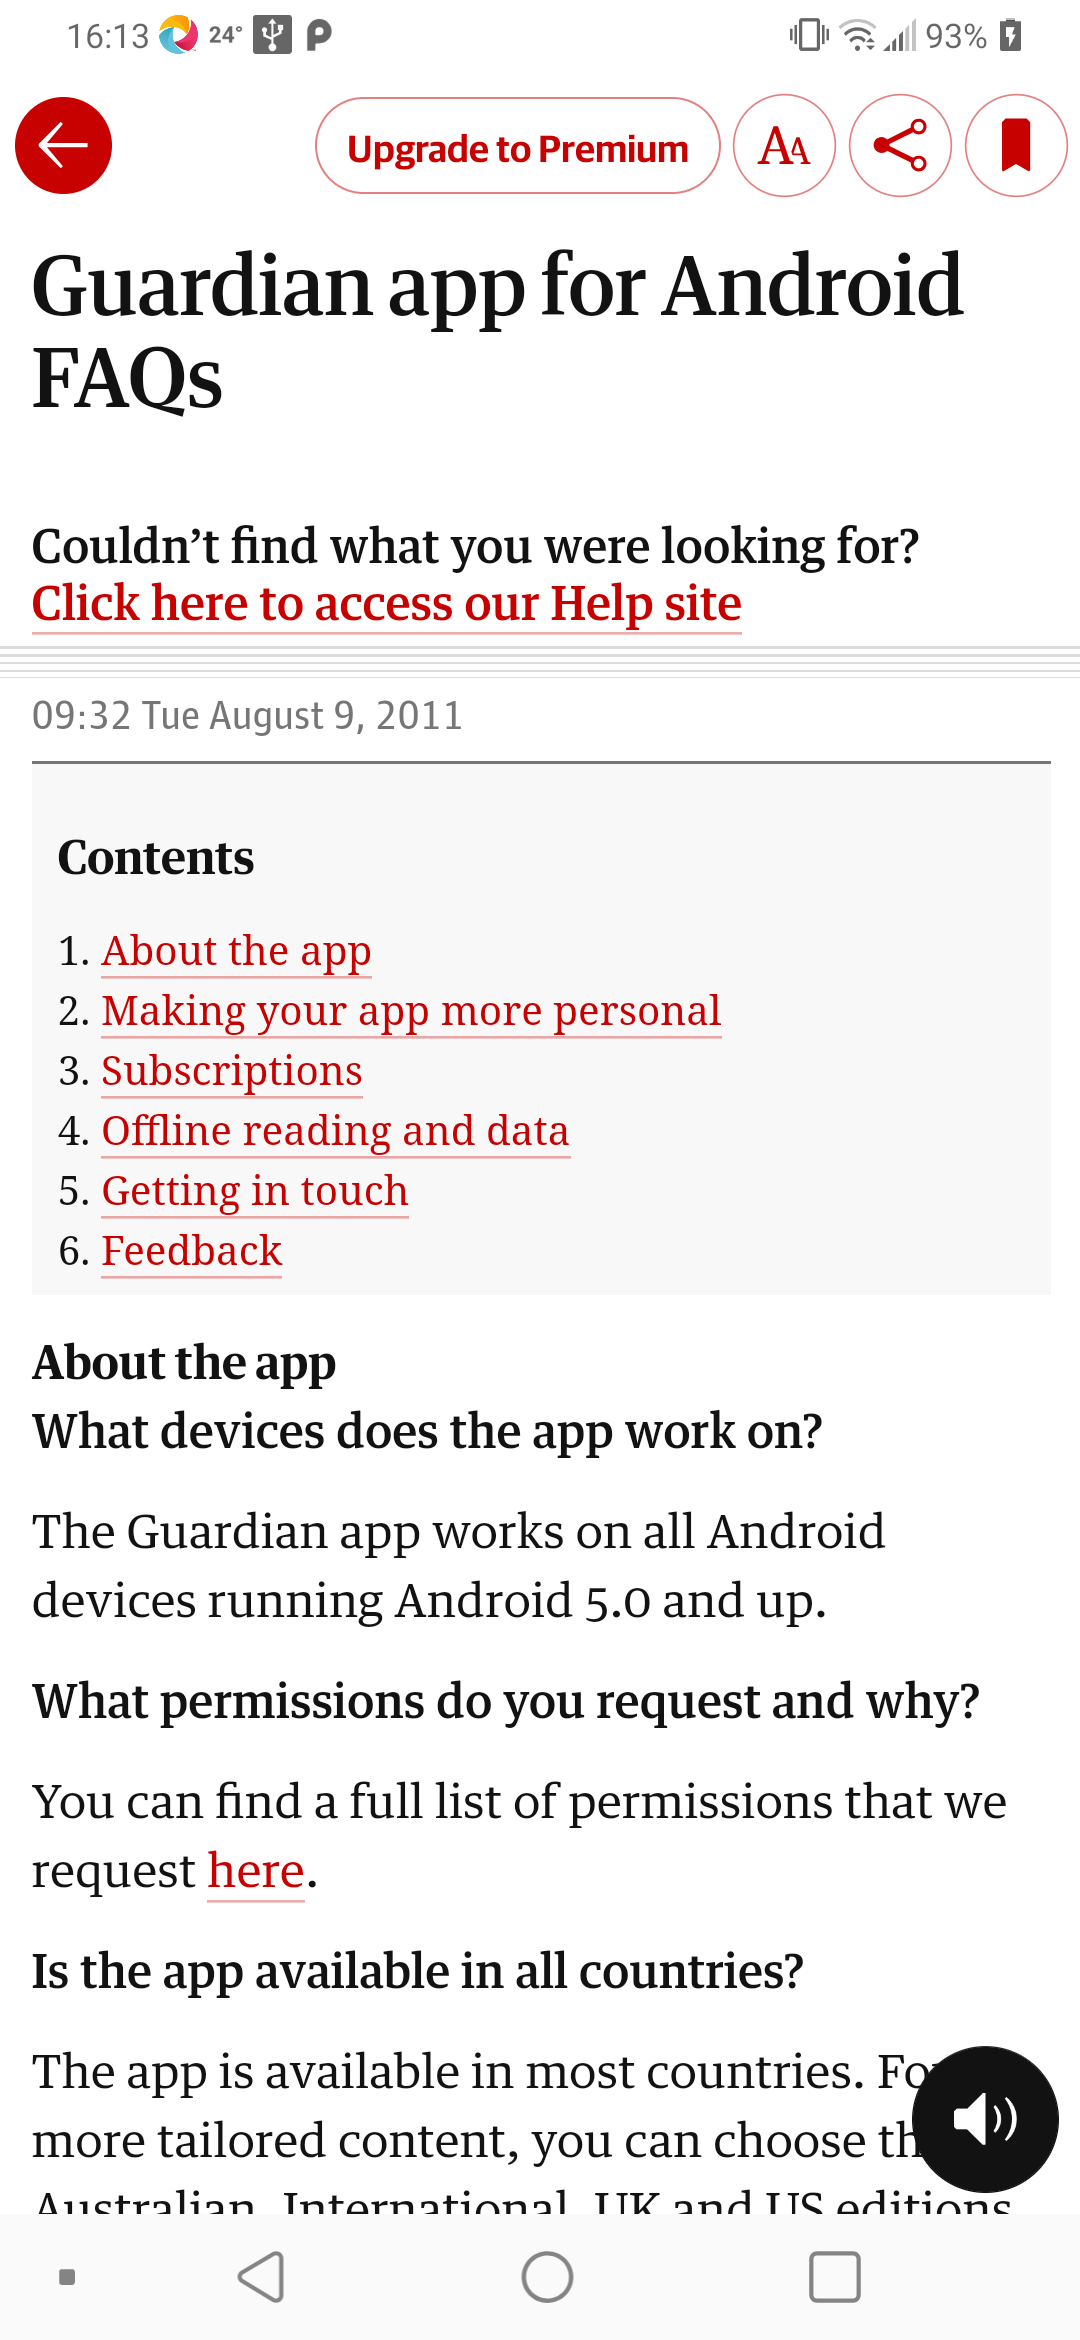 16:13 24° 93%
Upgrade to Premium AA
Guardian app for Android
FAQs
Couldn’t find what you were looking for?
Click here to access our Help site
09:32 Tue August 9, 2011
Contents
1. About the app
2. Making your app more personal
3. Subscriptions
4. Offline reading and data
5. Getting in touch
6. Feedback
About the app
What devices does the app work on?
The Guardian app works on all Android
devices running Android 5.0 and up.
What permissions do you request and why?
You can find a full list of permissions that we
request here.
Is the app available in all countries?
The app is available in most countries.
more tailored content, you can choose
Australian, International, UK and US editions